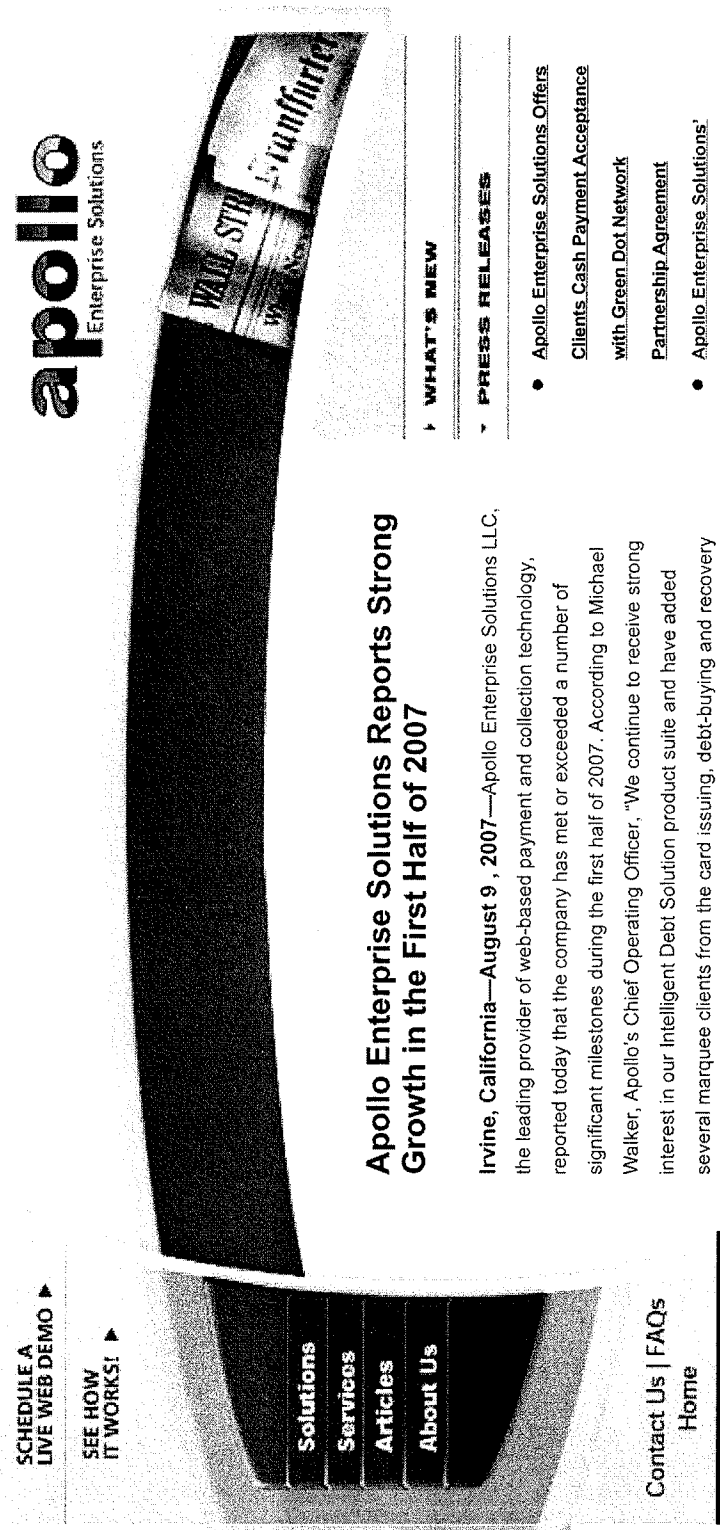 SCHEDULE A
LIVE WEB DEMO
SEE HOW
IT WORKS!
apollo
Enterprise Solutions
WALL STR
Frankfurter
Solutions
Services
Articles
About Us
Contact Us | FAQs
Home
Apollo Enterprise Solutions Reports Strong
Growth in the First Half of 2007
Irvine, California—August 9 , 2007—Apollo Enterprise Solutions LLC,
the leading provider of web-based payment and collection technology,
reported today that the company has met or exceeded a number of
significant milestones during the first half of 2007. According to Michael
Walker, Apollo's Chief Operating Officer, "We continue to receive strong
interest in our Intelligent Debt Solution product suite and have added
several marquee clients from the card issuing, debt-buying and recovery
WHAT'S NEW
PRESS RELEASES
● Apollo Enterprise Solutions Offers
Clients Cash Payment Acceptance
with Green Dot Network
Partnership Agreement
● Apollo Enterprise Solutions'